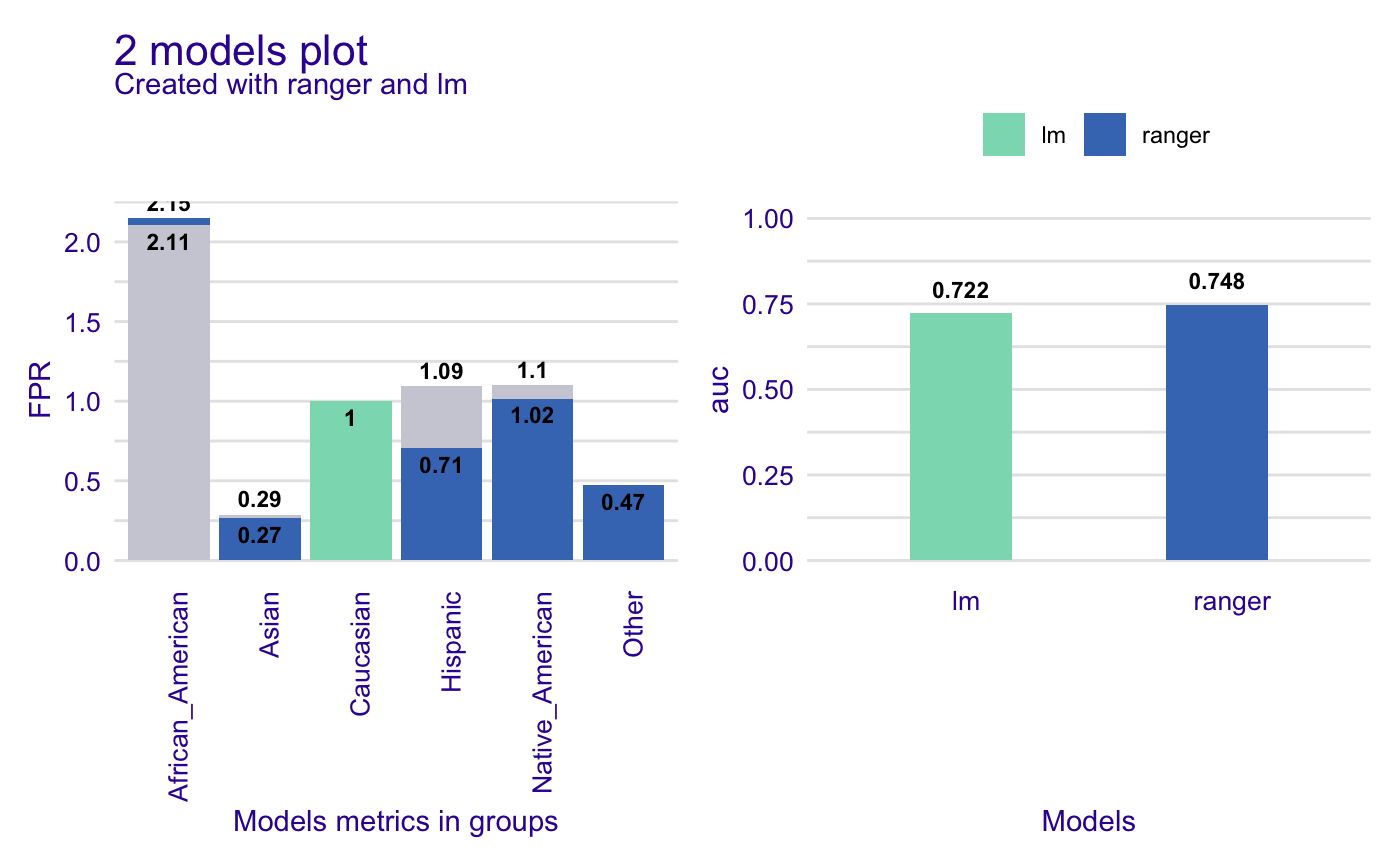 2 models plot
Created with ranger and lm
lm
ranger
2.15
2.11
0.29
0.27
1
1.09
0.71
1.1
1.02
0.47
FPR
2.0
1.5
1.0
0.5
0.0
African_American
Asian
Caucasian
Hispanic
Native_American
Other
Models metrics in groups
0.722
0.748
auc
1.00
0.75
0.50
0.25
0.00
lm
ranger
Models